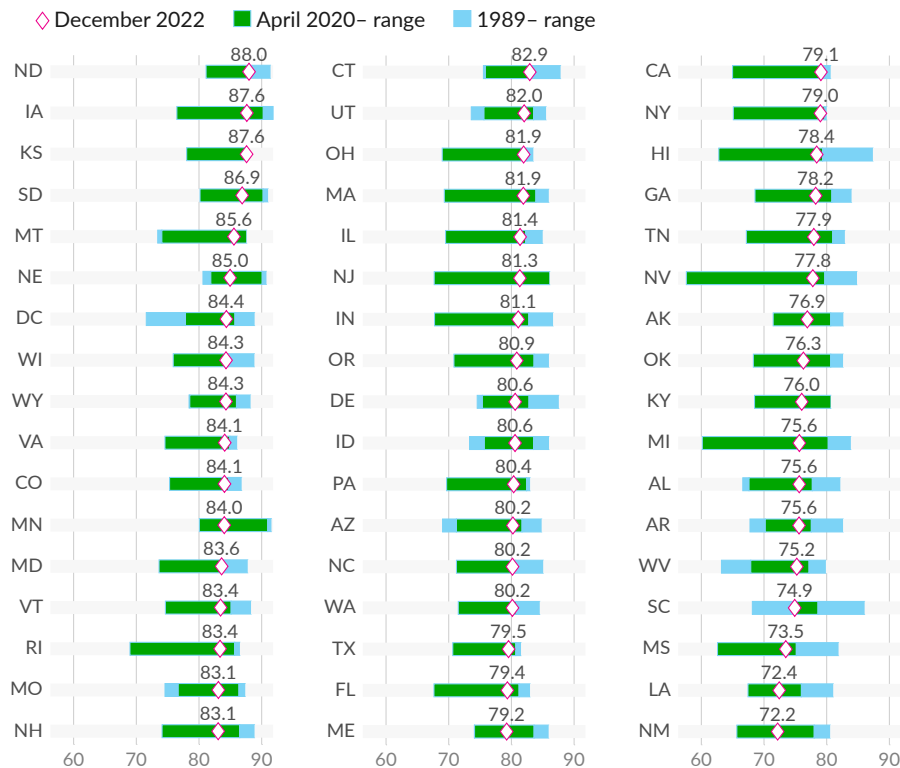 December 2022 April 2020– range 1989– range
ND 88.0
IA 87.6
KS 87.6
SD 86.9
MT 85.6
NE 85.0
DC 84.4
WI 84.3
WY 84.3
VA 84.1
CO 84.1
MN 84.0
MD 83.6
VT 83.4
RI 83.4
MO 83.1
NH 83.1
60 70 80 90
CT 82.9
UT 82.0
OH 81.9
MA 81.9
IL 81.4
NJ 81.3
IN 81.1
OR 80.9
DE 80.6
ID 80.6
PA 80.4
AZ 80.2
NC 80.2
WA 80.2
TX 79.5
FL 79.4
ME 79.2
60 70 80 90
CA 79.1
NY 79.0
HI 78.4
GA 78.2
TN 77.9
NV 77.8
AK 76.9
OK 76.3
KY 76.0
MI 75.6
AL 75.6
AR 75.6
WV 75.2
SC 74.9
MS 73.5
LA 72.4
NM 72.2
60 70 80 90